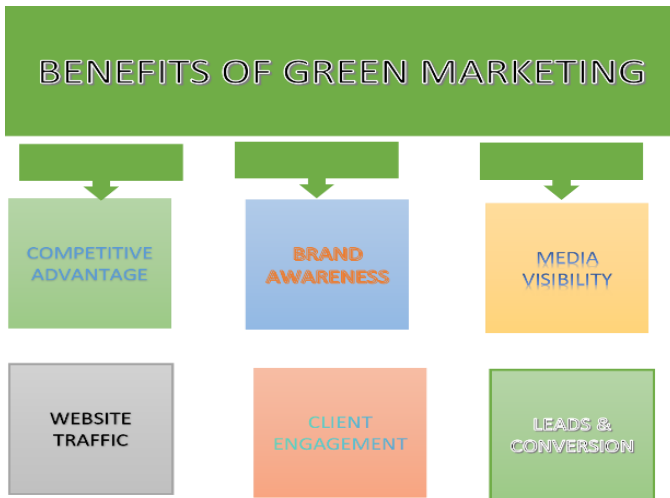 BENEFITS OF GREEN MARKETING
COMPETITIVE
ADVANTAGE
BRAND
AWARENESS
MEDIA
VISIBILITY
WEBSITE
TRAFFIC
CLIENT
ENGAGEMENT
LEADS &
CONVERSION